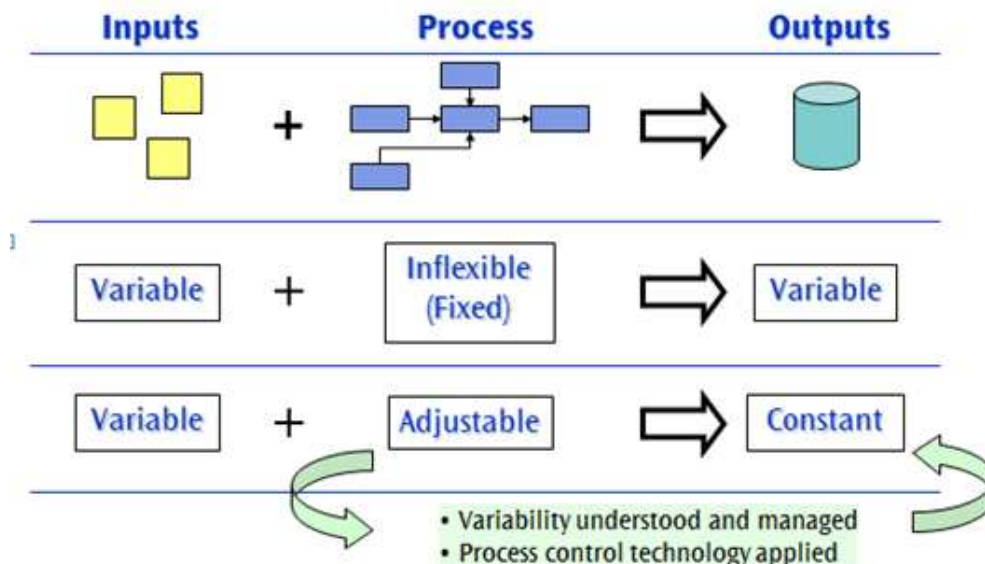 Inputs Process Outputs
+
Variable + Inflexible Variable
(Fixed)
Variable + Adjustable Constant
• Variability understood and managed
• Process control technology applied